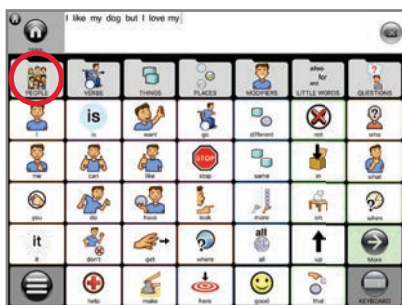 I like my dog but I love my
Home
also
for
and
PEOPLE VERBS THINGS PLACES MODIFIERS LITTLE WORDS QUESTIONS
is
I is want go different not who
STOP
me can like stop same in what
you do have look more on when
it
all
it don't get where all up More
help make here good that KEYBOARD